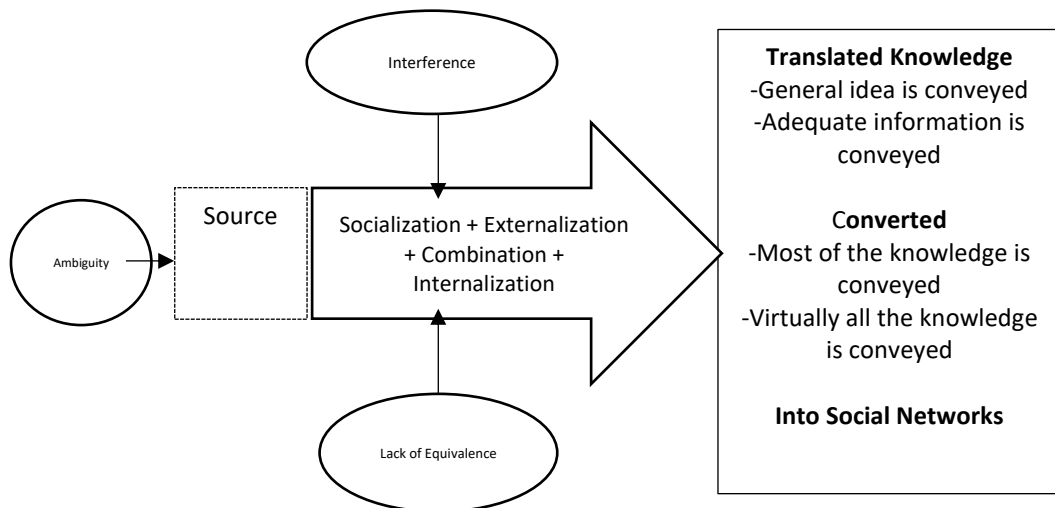 Interference
Ambiguity
Source
Socialization + Externalization
+ Combination +
Internalization
Lack of Equivalence
Translated Knowledge
-General idea is conveyed
-Adequate information is
conveyed
Converted
-Most of the knowledge is
conveyed
-Virtually all the knowledge
is conveyed
Into Social Networks